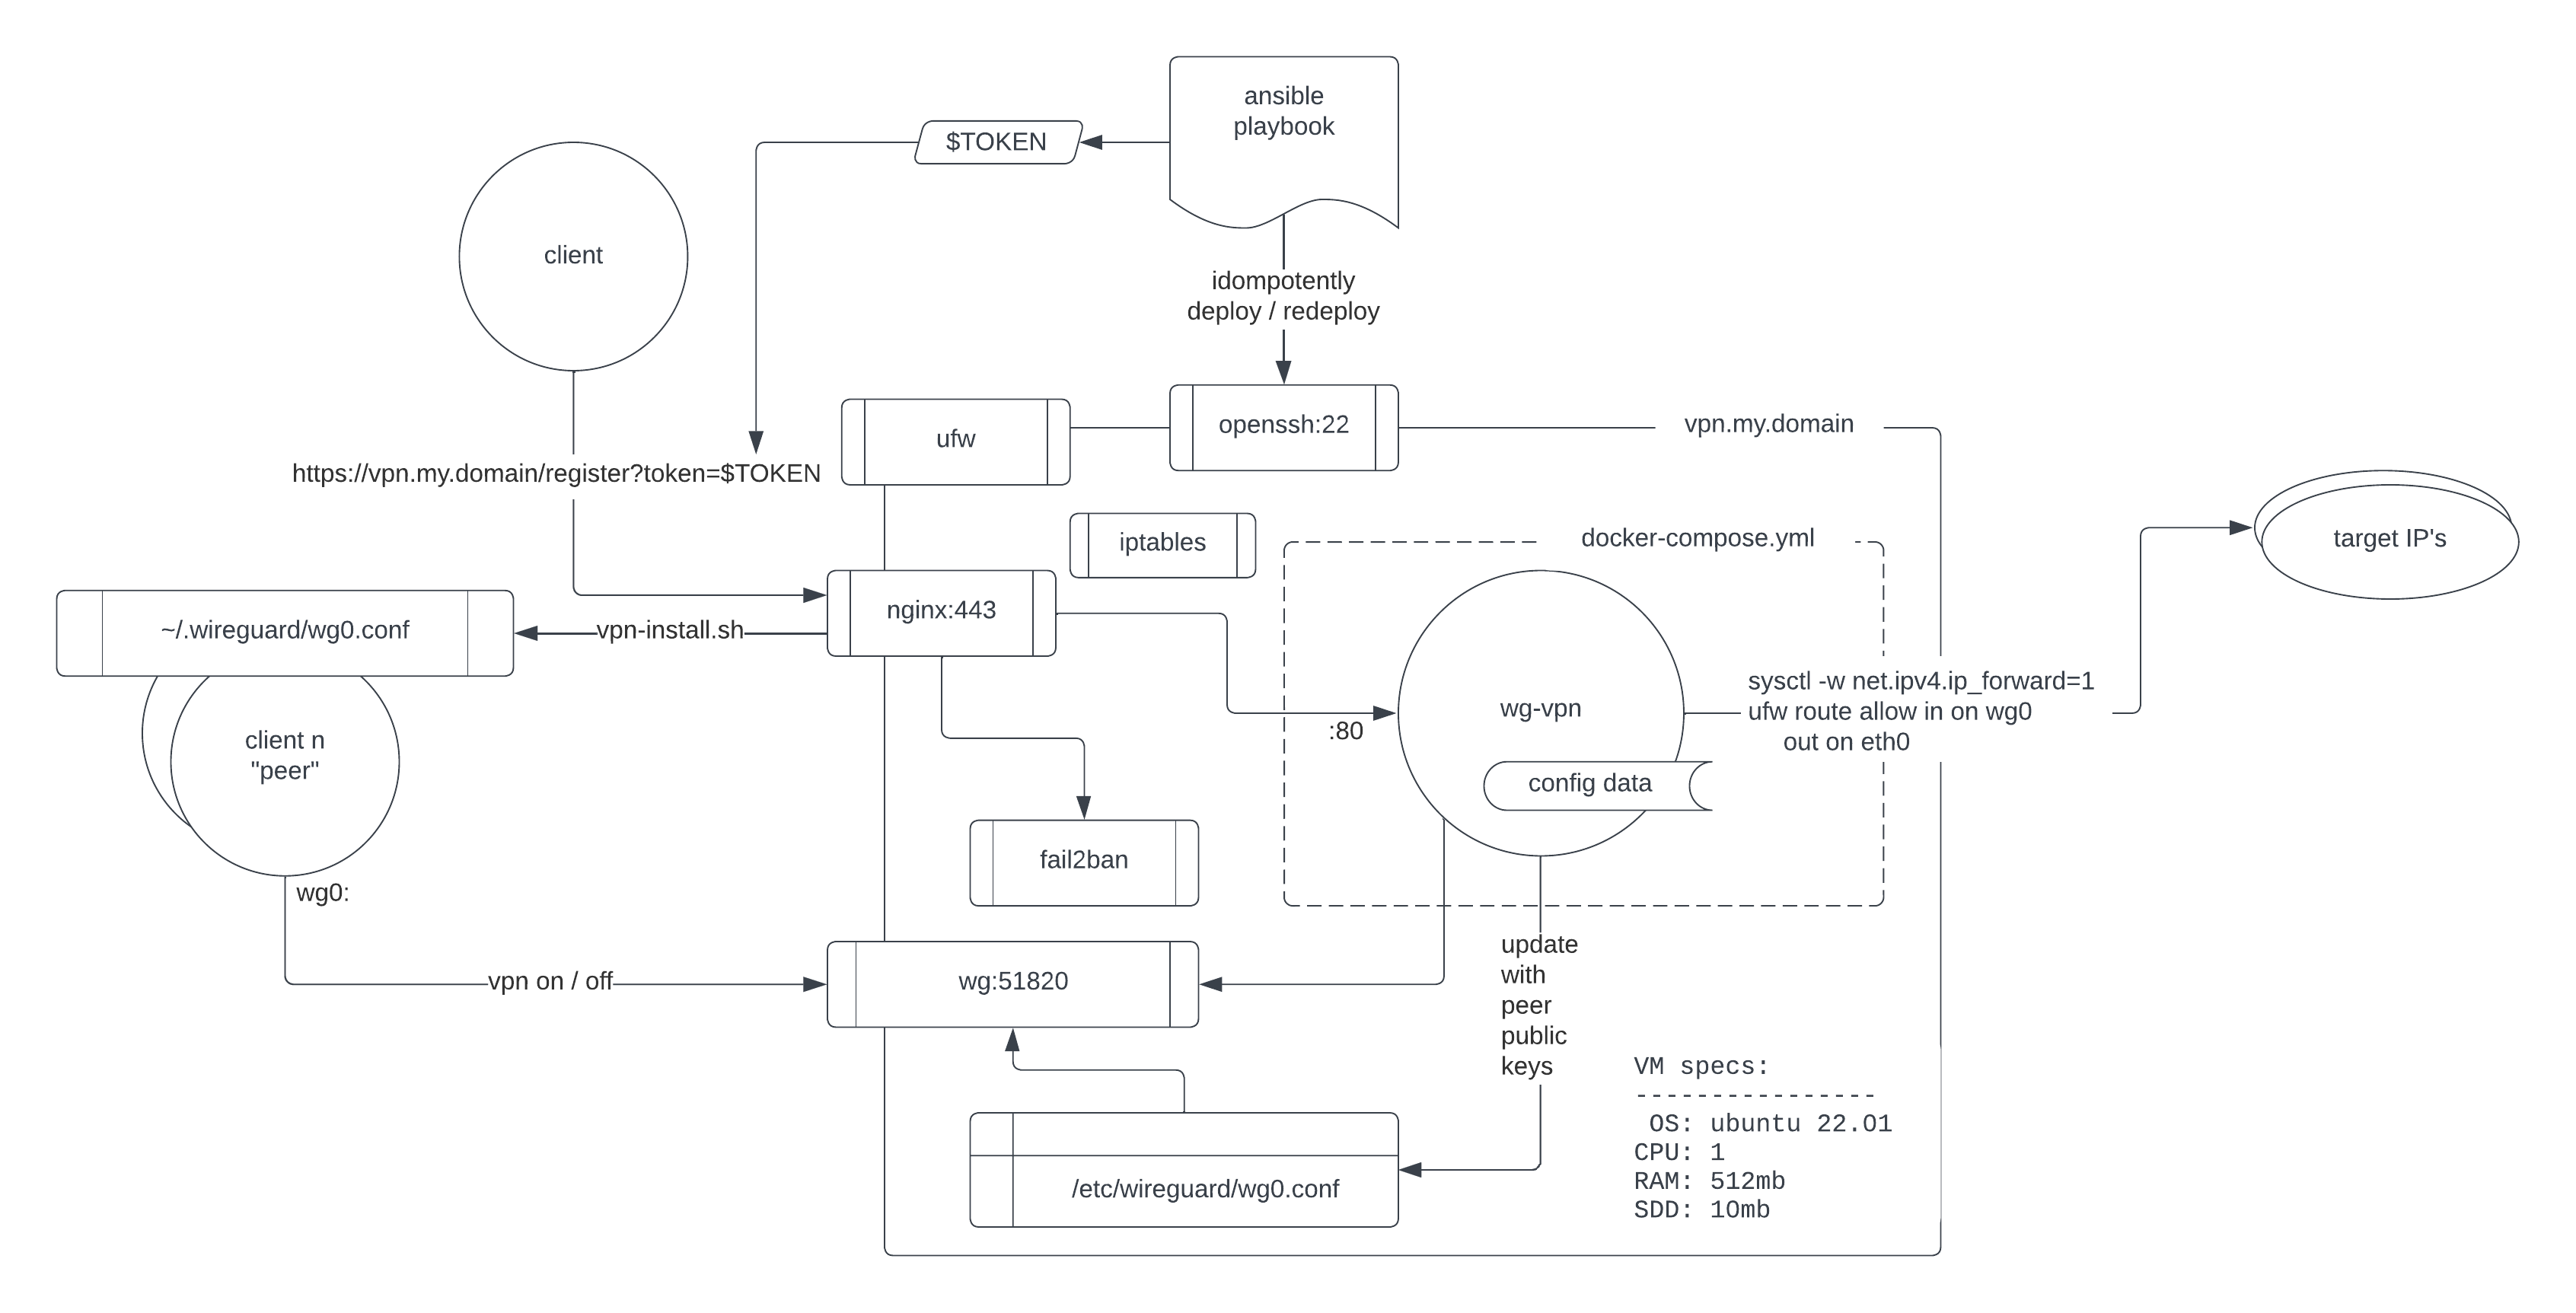 ansible
playbook
$TOKEN
client
idompotently
deploy / redeploy
ufw
openssh:22
vpn.my.domain
https://vpn.my.domain/register?token=$TOKEN
iptables
docker-compose.yml
target IP's
nginx:443
~/.wireguard/wg0.conf
vpn-install.sh
sysctl -w net.ipv4.ip_forward=1
ufw route allow in on wg0
out on eth0
wg-vpn
:80
client n
"peer"
config data
fail2ban
wg0:
update
with
peer
public
keys
vpn on / off
wg:51820
VM specs:
----------------
OS: ubuntu 22.01
CPU: 1
RAM: 512mb
SDD: 10mb
/etc/wireguard/wg0.conf